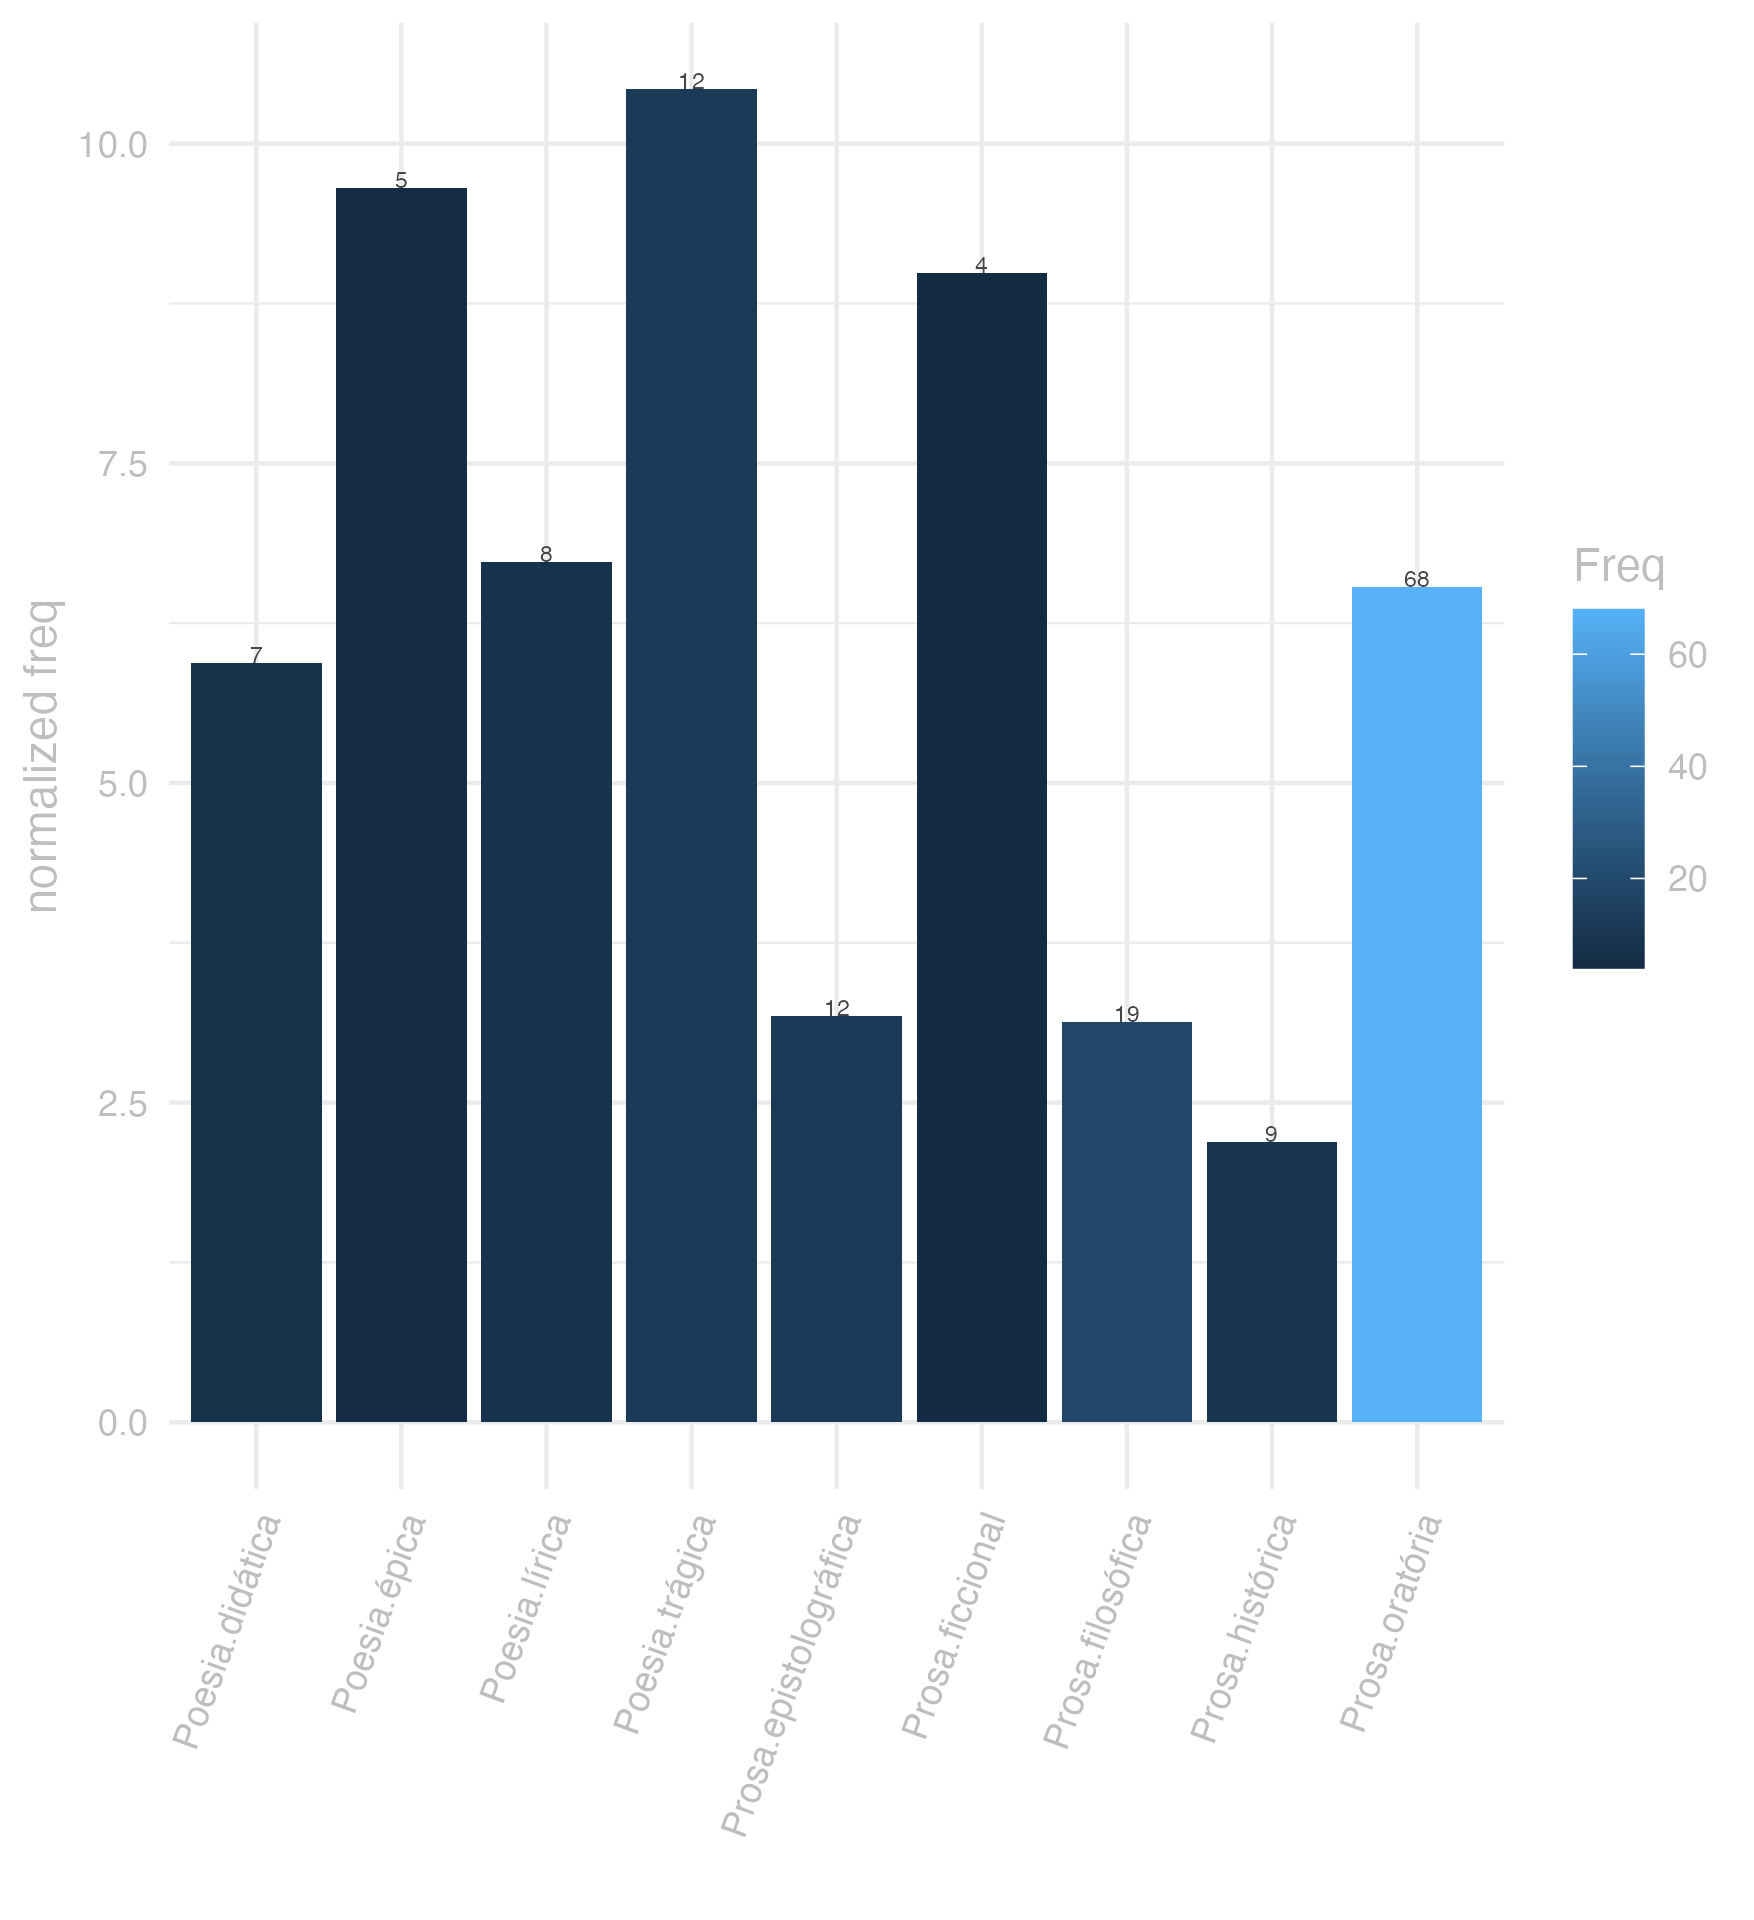 normalized freq
10.0
7.5
5.0
2.5
0.0
7
5
8
12
12
4
19
9
68
Poesia.didática
Poesia.épica
Poesia.lírica
Poesia.trágica
Prosa.epistolográfica
Prosa.ficcional
Prosa.filosófica
Prosa.histórica
Prosa.oratória
Freq
60
40
20